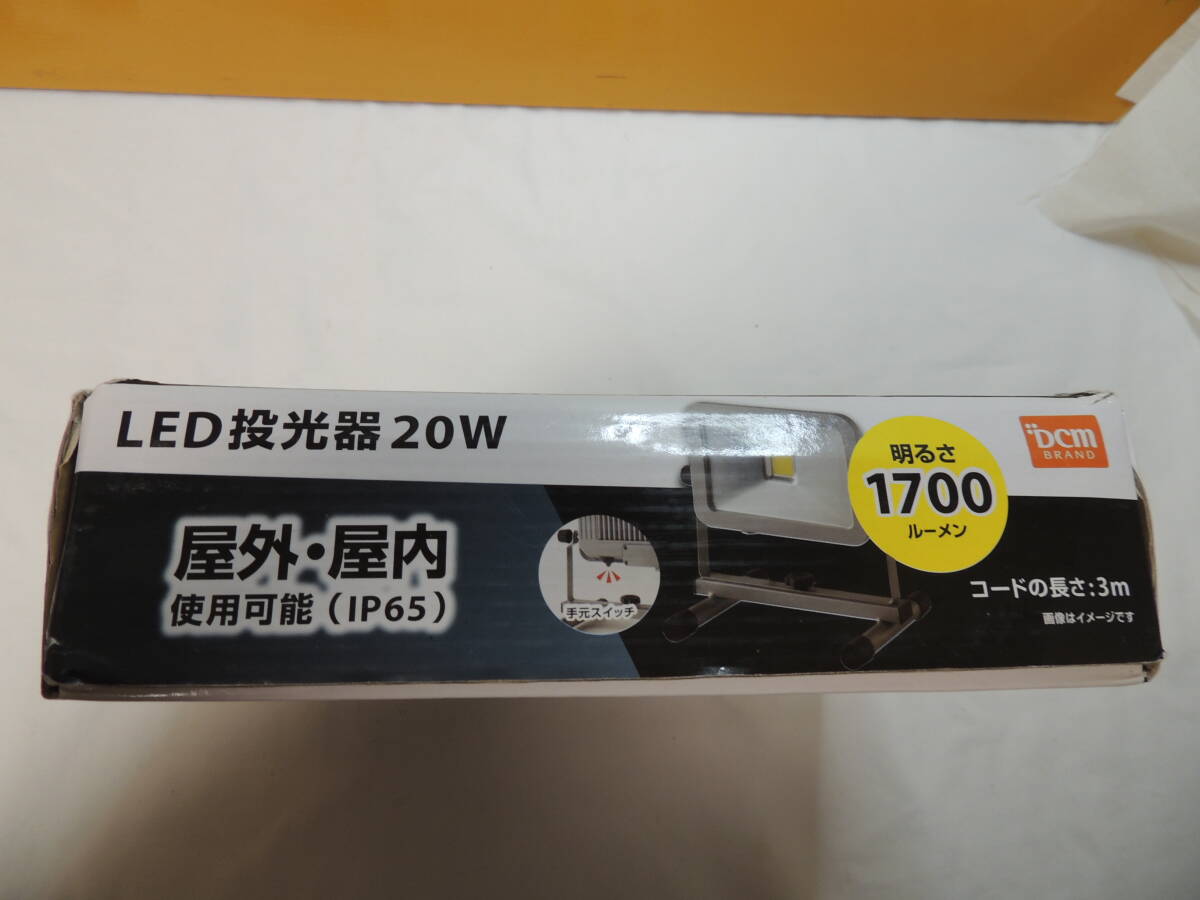 LED投光器20W
屋外・屋内
使用可能（IP65）
手元スイッチ
明るさ
1700
ルーメン
DCM
BRAND
コードの長さ：3m
画像はイメージです